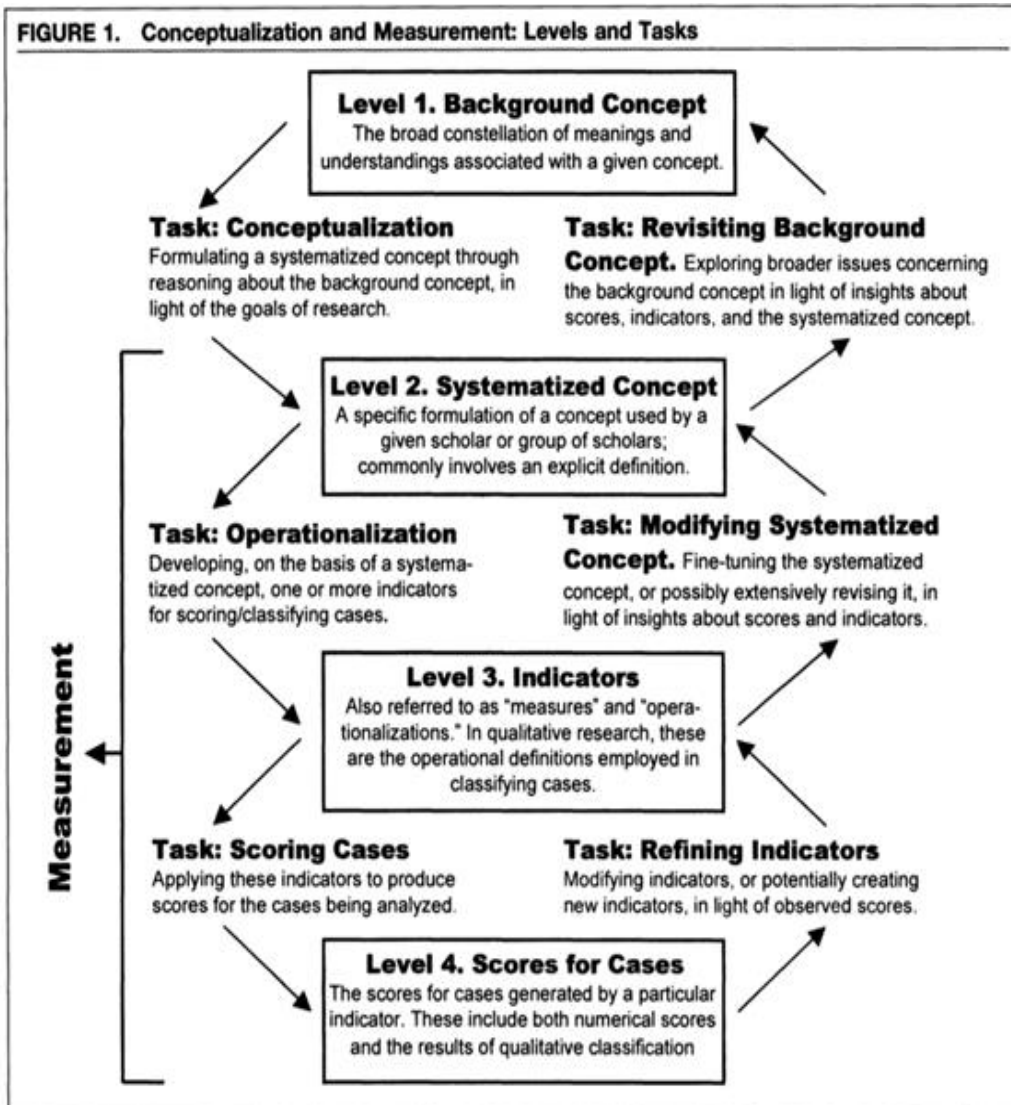 FIGURE 1. Conceptualization and Measurement: Levels and Tasks
Level 1. Background Concept
The broad constellation of meanings and
understandings associated with a given concept.
Task: Conceptualization
Formulating a systematized concept through
reasoning about the background concept, in
light of the goals of research.
Task: Revisiting Background
Concept. Exploring broader issues concerning
the background concept in light of insights about
scores, indicators, and the systematized concept.
Level 2. Systematized Concept
A specific formulation of a concept used by a
given scholar or group of scholars;
commonly involves an explicit definition.
Task: Operationalization
Developing, on the basis of a systema-
tized concept, one or more indicators
for scoring/classifying cases.
Task: Modifying Systematized
Concept. Fine-tuning the systematized
concept, or possibly extensively revising it, in
light of insights about scores and indicators.
Measurement
Level 3. Indicators
Also referred to as "measures" and "opera-
tionalizations." In qualitative research, these
are the operational definitions employed in
classifying cases.
Task: Scoring Cases
Applying these indicators to produce
scores for the cases being analyzed.
Task: Refining Indicators
Modifying indicators, or potentially creating
new indicators, in light of observed scores.
Level 4. Scores for Cases
The scores for cases generated by a particular
indicator. These include both numerical scores
and the results of qualitative classification